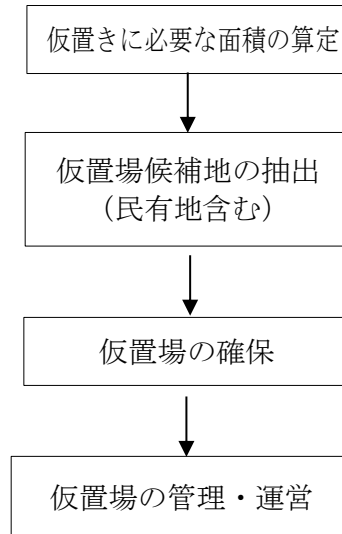 仮置きに必要な面積の算定
仮置場候補地の抽出
（民有地含む）
仮置場の確保
仮置場の管理・運営